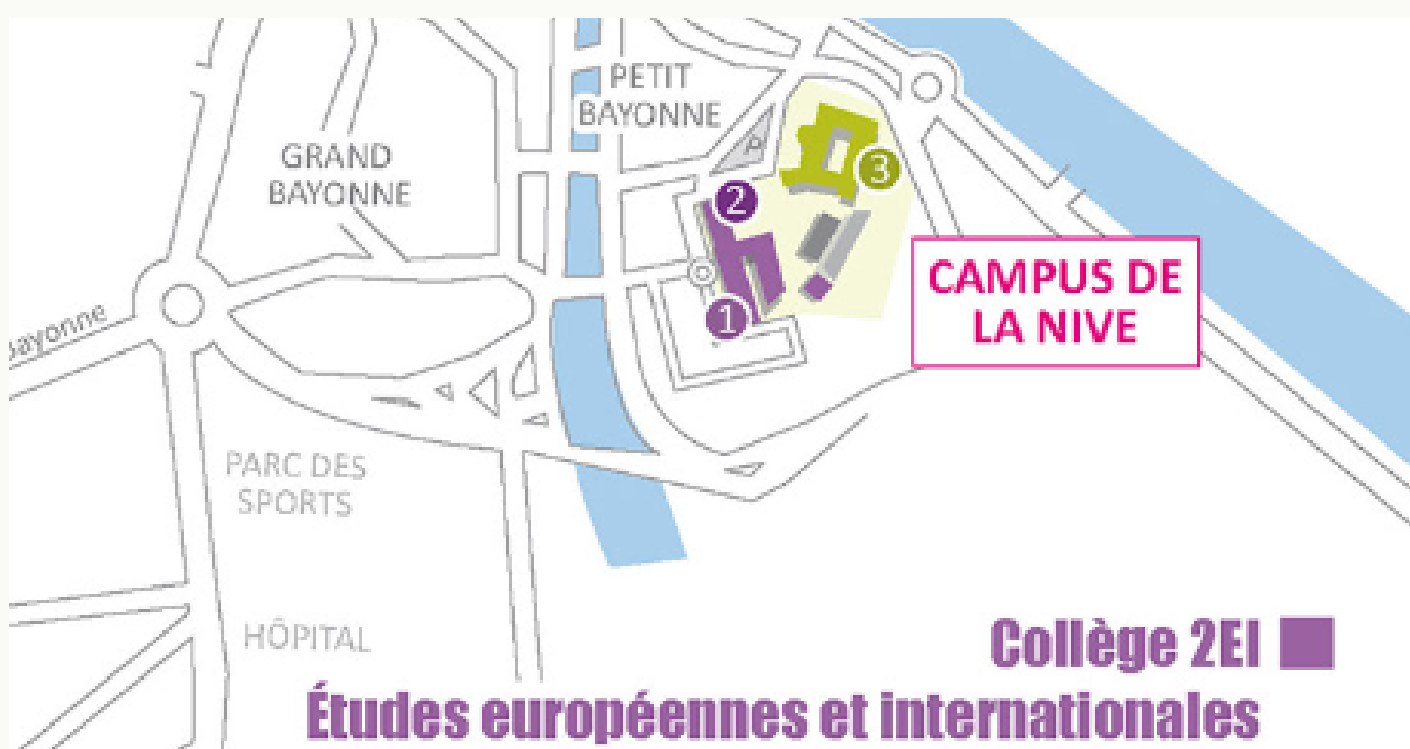 PETIT
BAYONNE
P
GRAND
BAYONNE
3
2
CAMPUS DE
LA NIVE
1
Bayonne
PARC DES
SPORTS
HÔPITAL
Collège 2EI
Études européennes et internationales